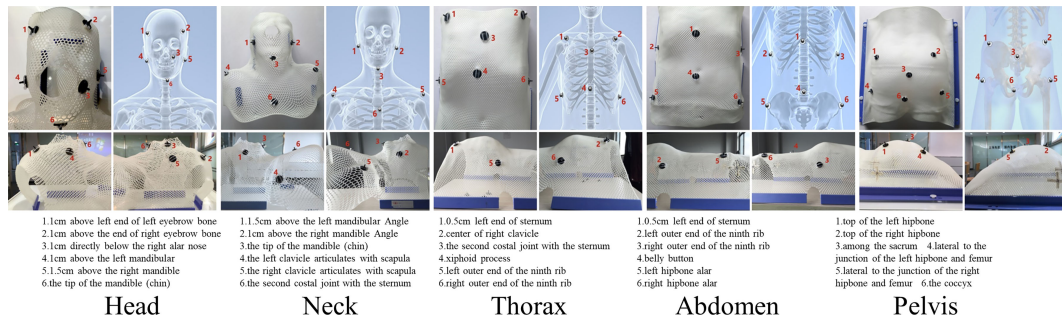 1.1cm above left end of left eyebrow bone
2.1cm above the end of right eyebrow bone
3.1cm directly below the right alar nose
4.1cm above the left mandibular
5.1.5cm above the right mandible
6.the tip of the mandible (chin)
Head
1.1.5cm above the left mandibular Angle
2.1cm above the right mandible Angle
3.the tip of the mandible (chin)
4.the left clavicle articulates with scapula
5.the right clavicle articulates with scapula
6.the second costal joint with the sternum
Neck
1.0.5cm left end of sternum
2.center of right clavicle
3.the second costal joint with the sternum
4.xiphoid process
5.left outer end of the ninth rib
6.right outer end of the ninth rib
Thorax
1.0.5cm left end of sternum
2.left outer end of the ninth rib
3.right outer end of the ninth rib
4.belly button
5.left hipbone alar
6.right hipbone alar
Abdomen
1.top of the left hipbone
2.top of the right hipbone
3.among the sacrum 4.lateral to the
junction of the left hipbone and femur
5.lateral to the junction of the right
hipbone and femur 6.the coccyx
Pelvis